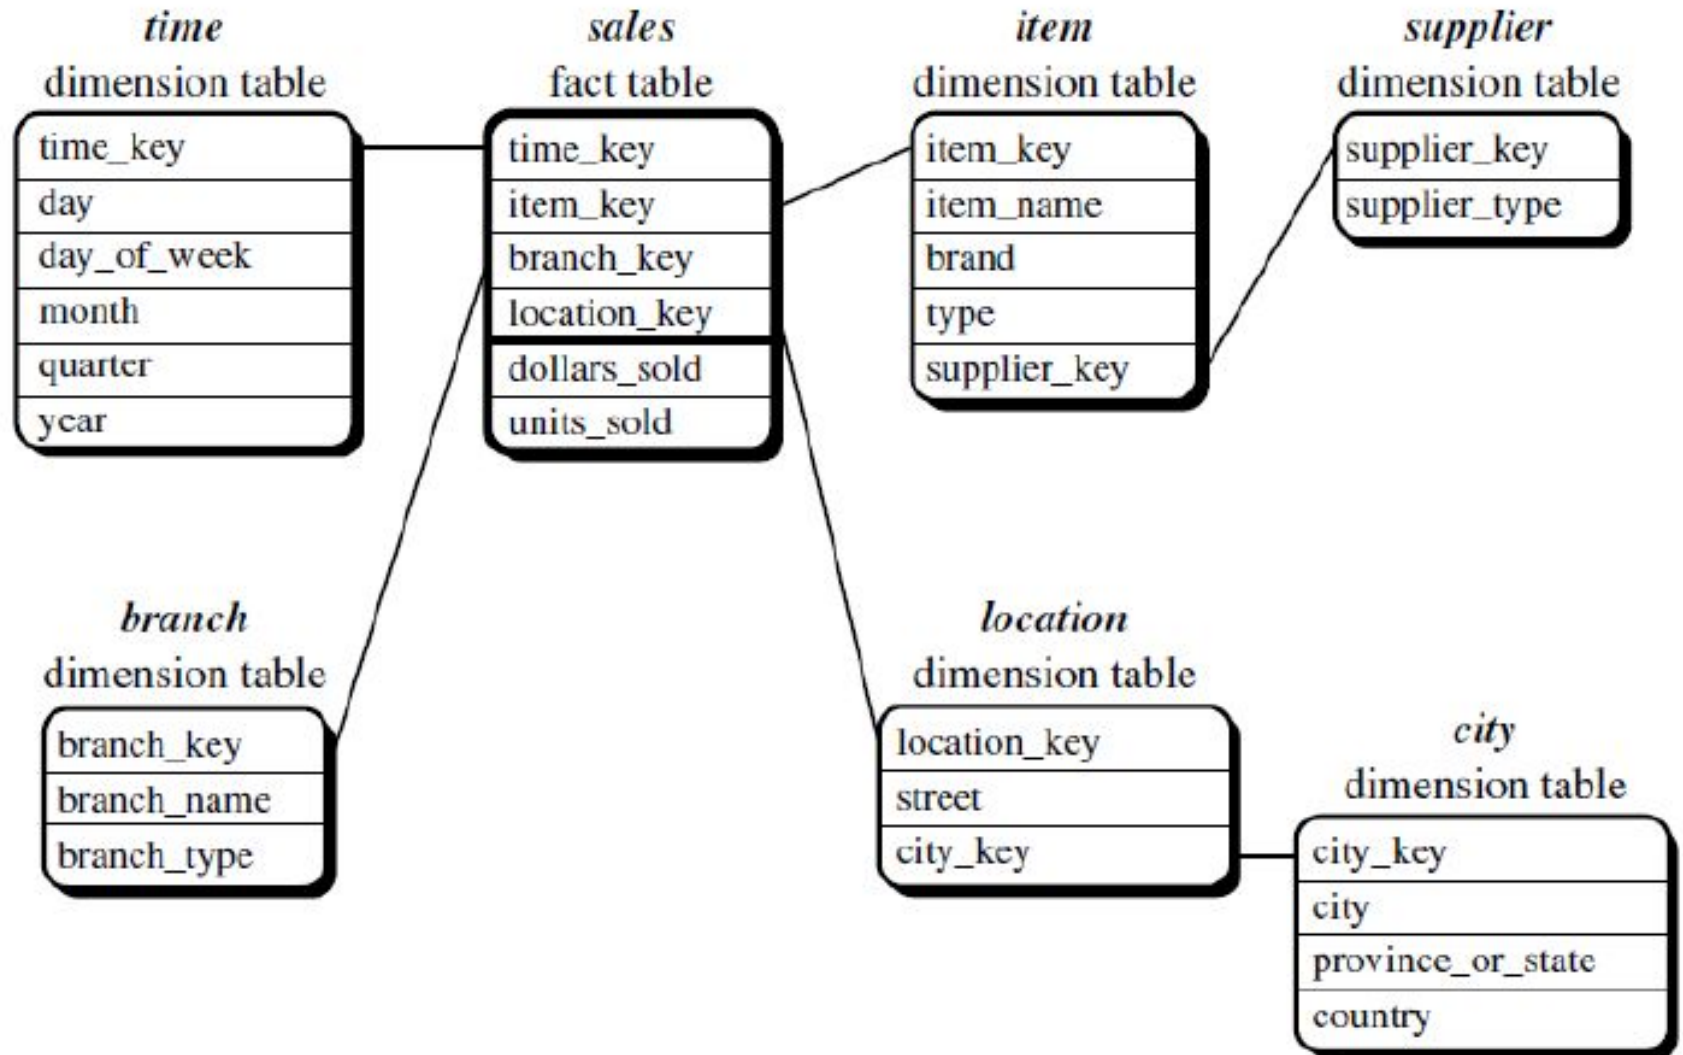 time
dimension table
time_key
day
day_of_week
month
quarter
year
sales
fact table
time_key
item_key
branch_key
location_key
dollars_sold
units_sold
item
dimension table
item_key
item_name
brand
type
supplier_key
supplier
dimension table
supplier_key
supplier_type
branch
dimension table
branch_key
branch_name
branch_type
location
dimension table
location_key
street
city_key
city
dimension table
city_key
city
province_or_state
country